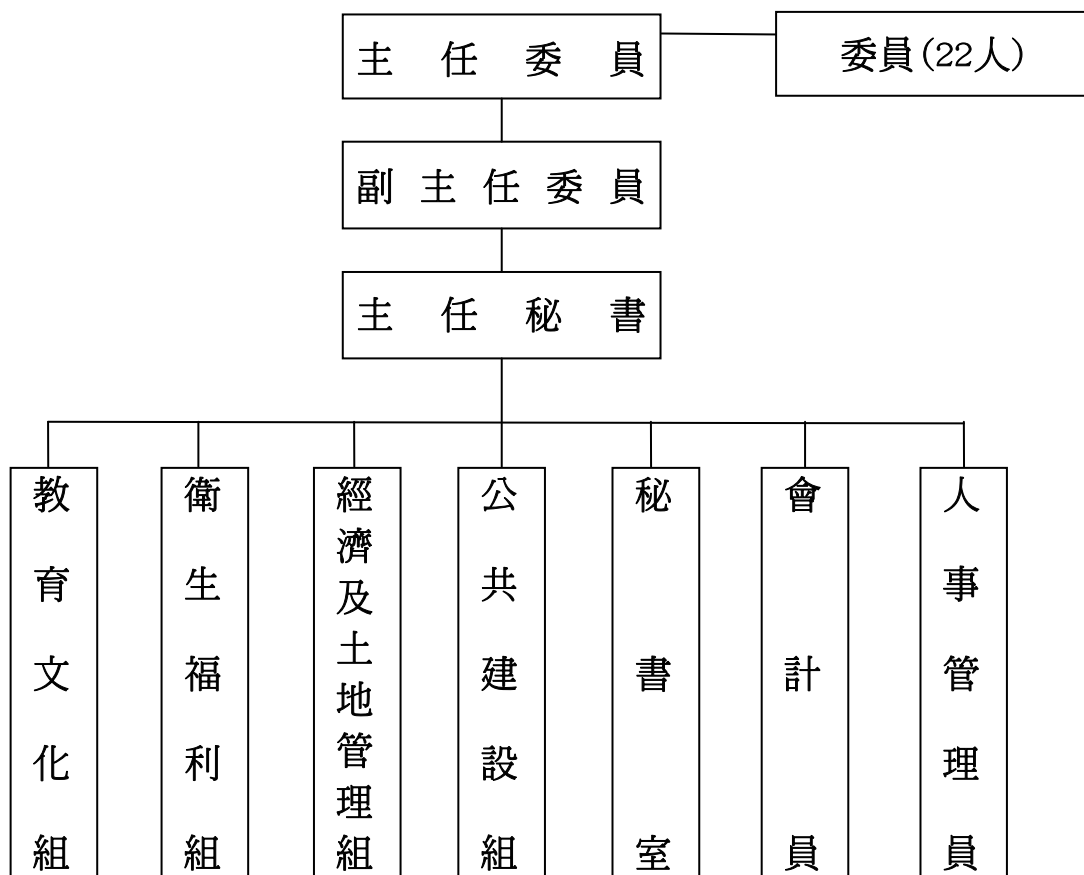 主任委員
委員(22人)
副主任委員
主任秘書
教育文化組
衛生福利組
經濟及土地管理組
公共建設組
秘書室
會計員
人事管理員